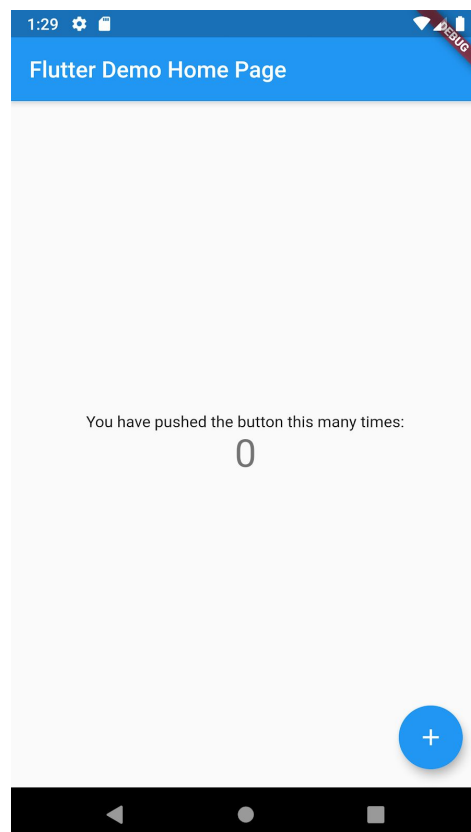 1:29
DEBUG
Flutter Demo Home Page
You have pushed the button this many times:
0